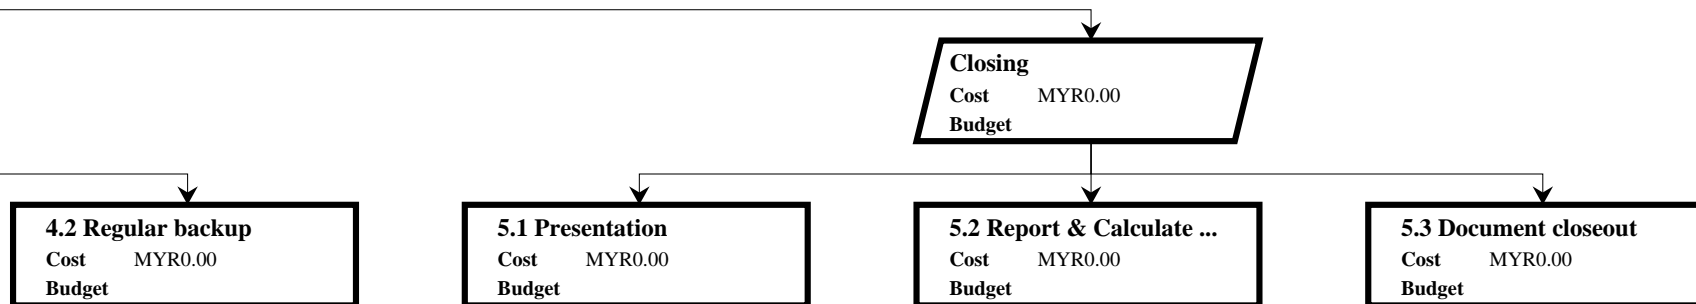 Closing
Cost MYR0.00
Budget
4.2 Regular backup
Cost MYR0.00
Budget
5.1 Presentation
Cost MYR0.00
Budget
5.2 Report & Calculate ...
Cost MYR0.00
Budget
5.3 Document closeout
Cost MYR0.00
Budget